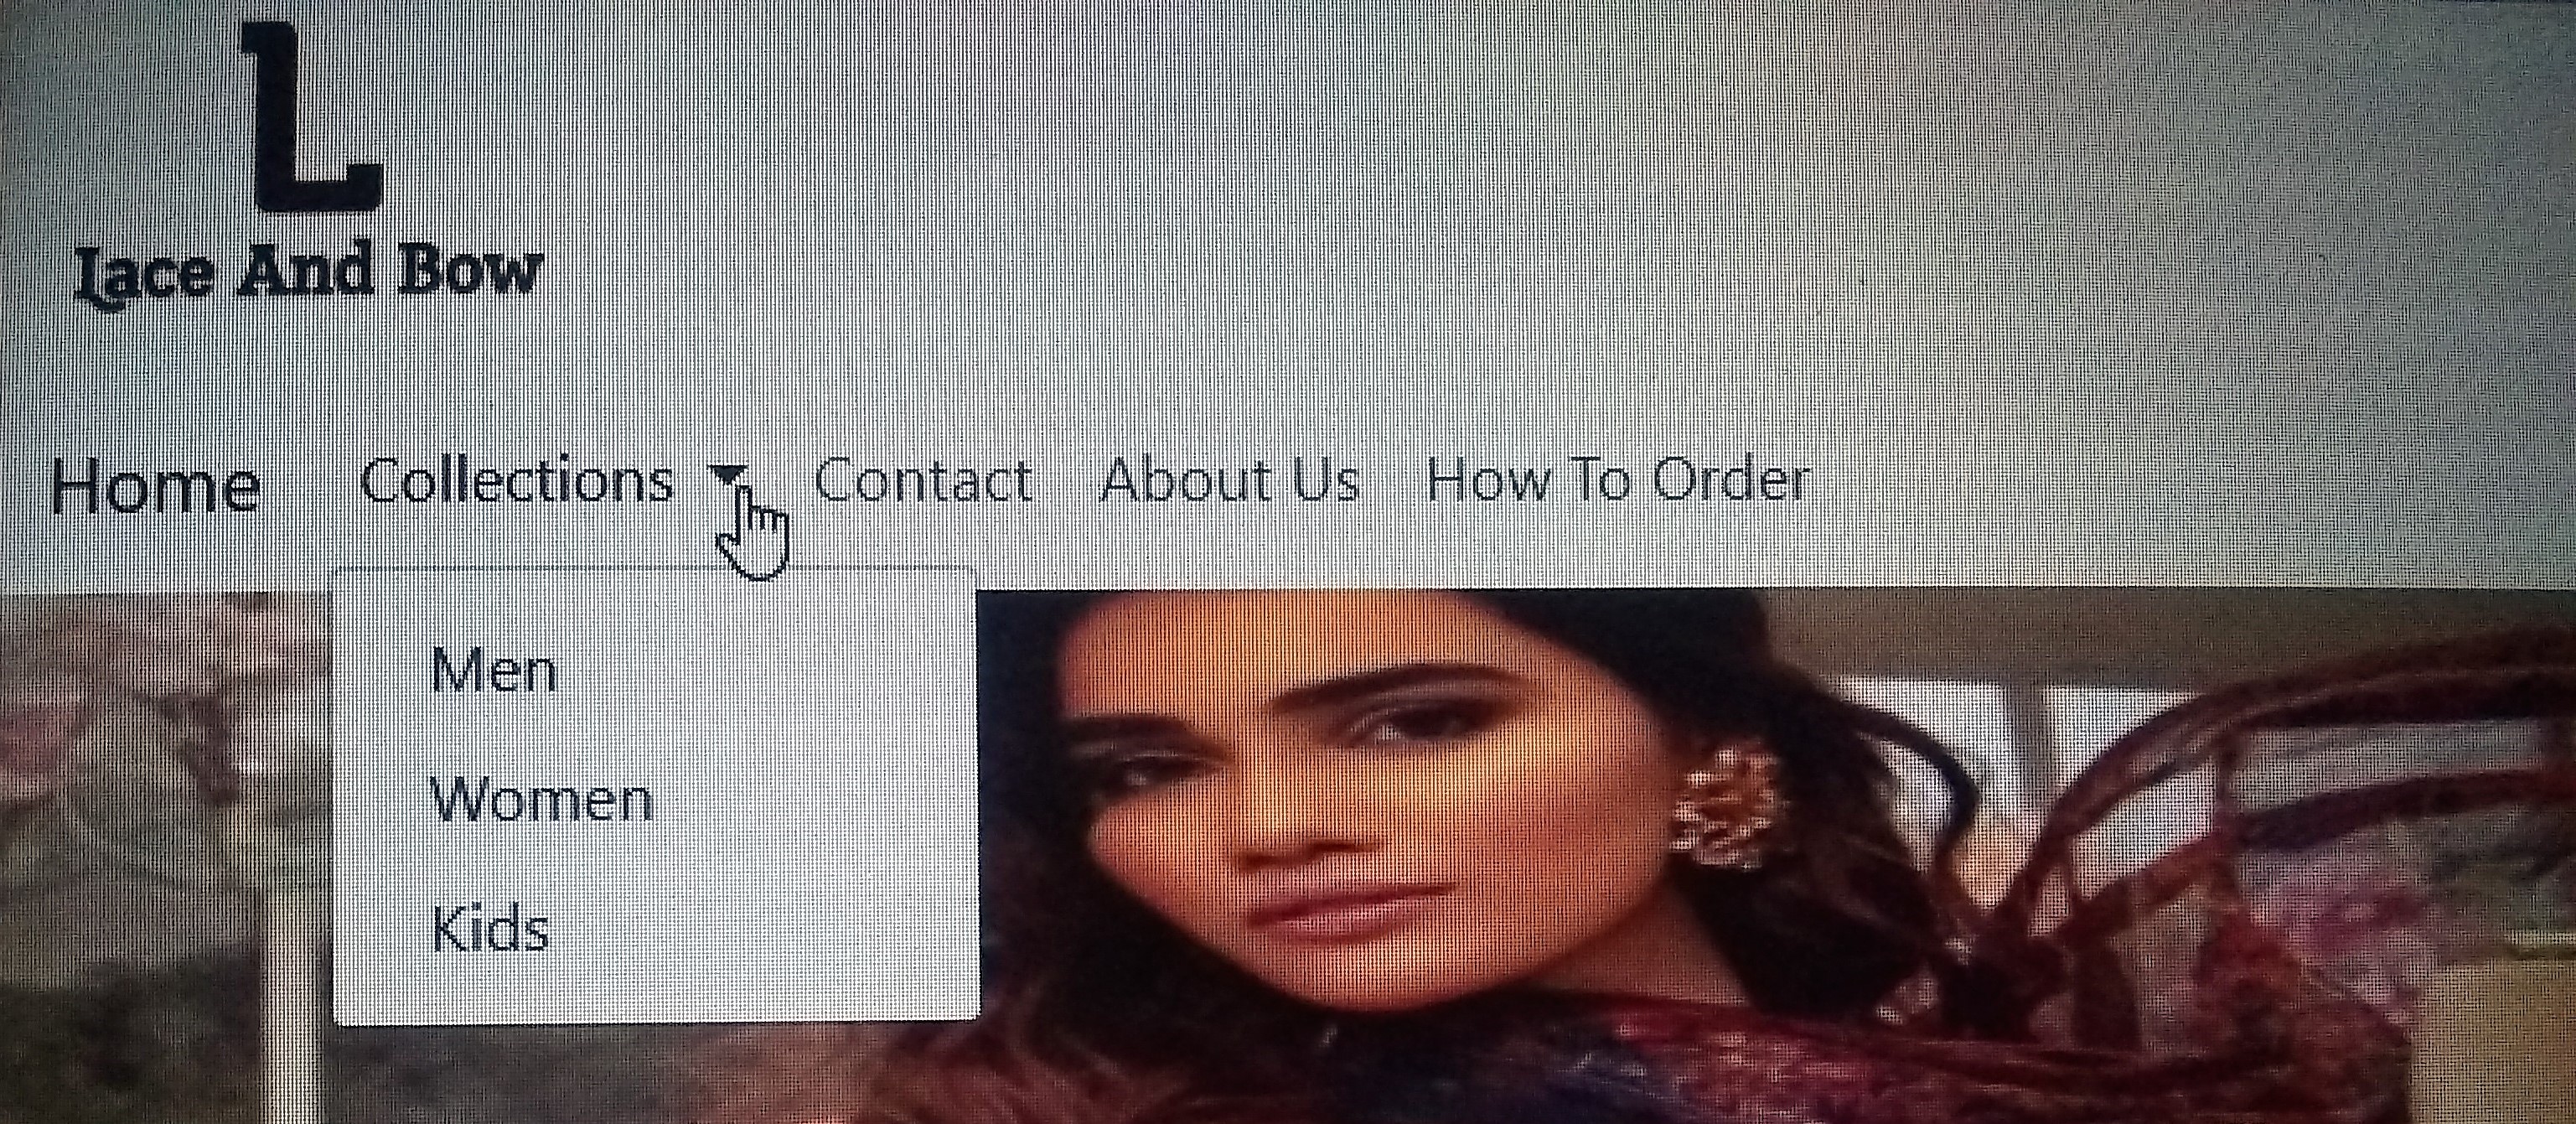 L
Lace And Bow
Home Collections Contact About Us How To Order
Men
Women
Kids